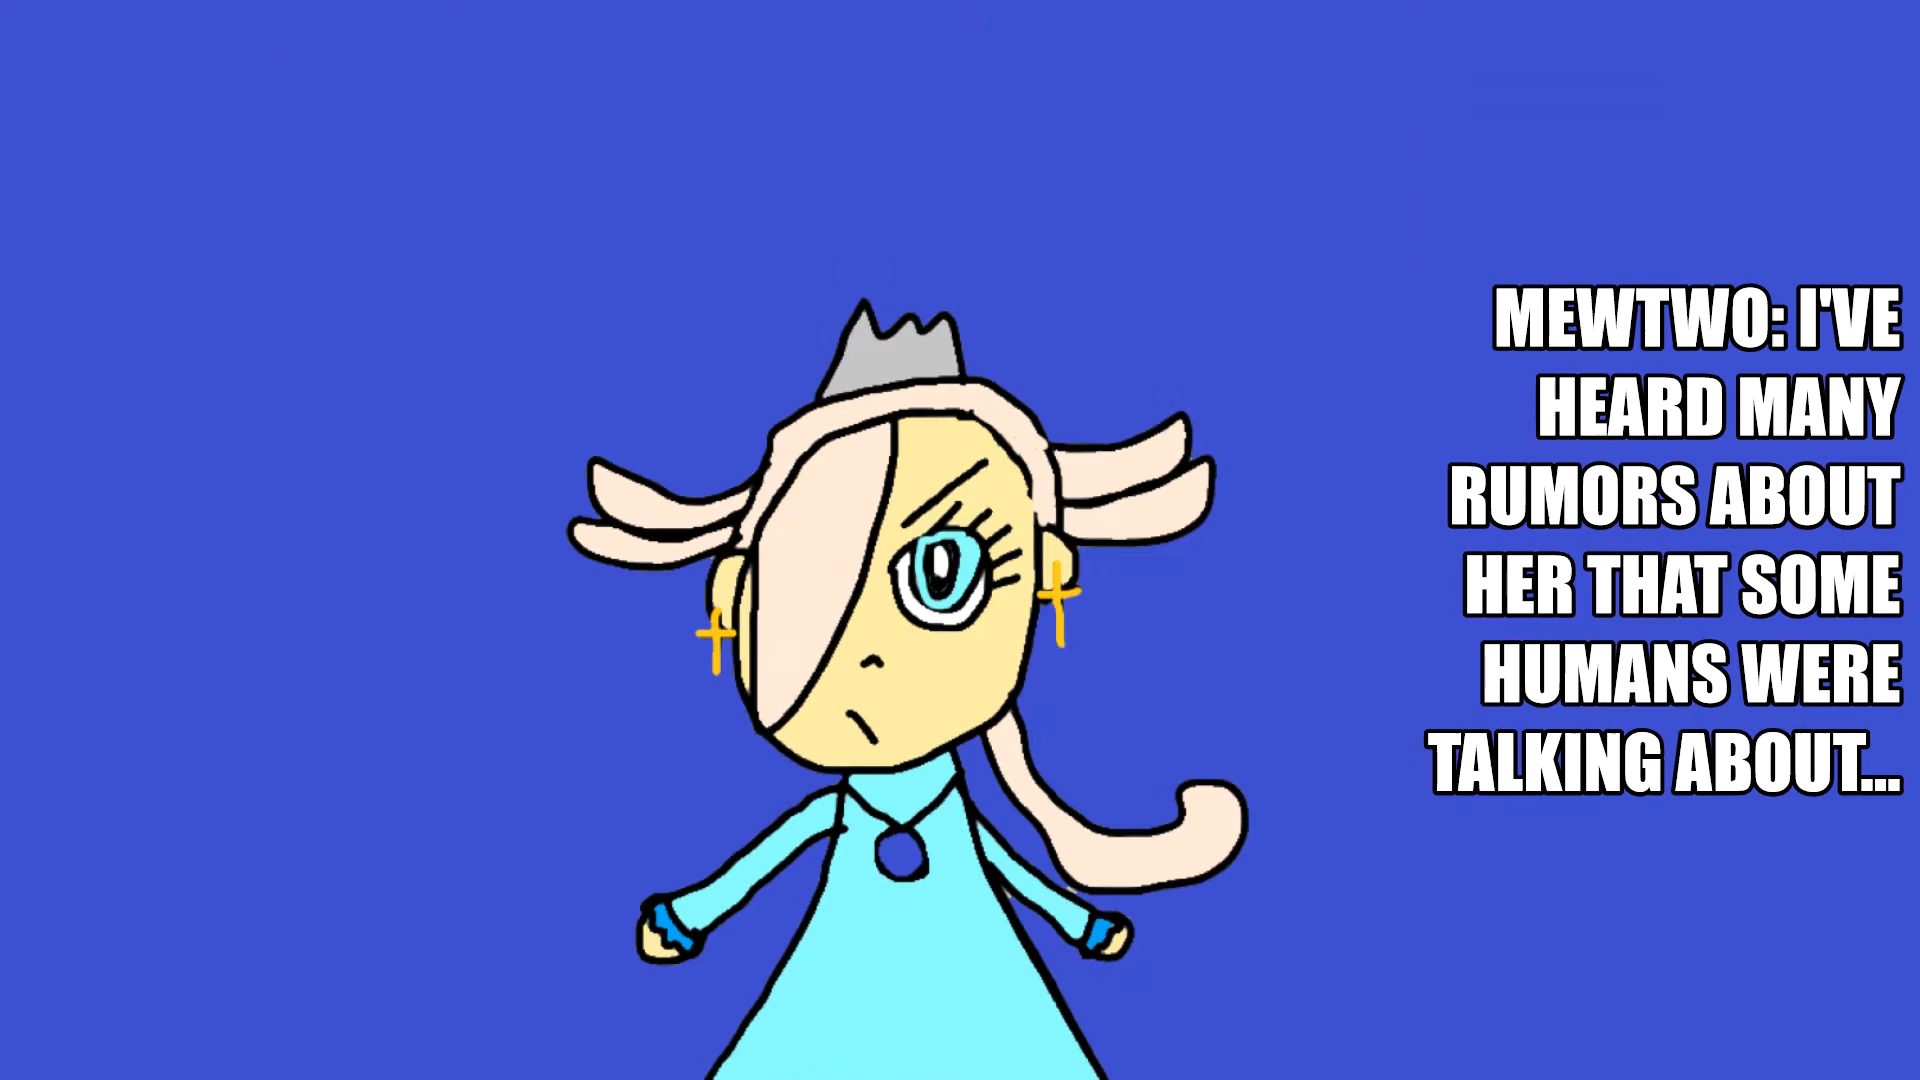 MEWTWO: I'VE
HEARD MANY
RUMORS ABOUT
HER THAT SOME
HUMANS WERE
TALKING ABOUT...